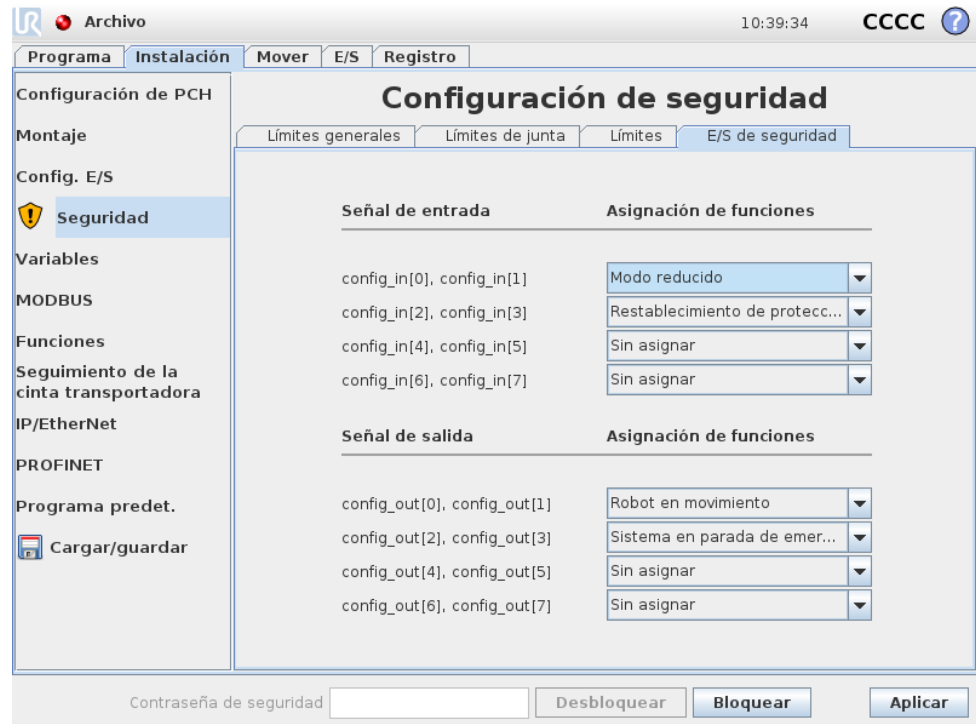 UR Archivo 10:39:34 CCCC ?
Programa Instalación Mover E/S Registro
Configuración de PCH
Montaje
Config. E/S
Seguridad
Variables
MODBUS
Funciones
Seguimiento de la
cinta transportadora
IP/EtherNet
PROFINET
Programa predet.
Cargar/guardar
Configuración de seguridad
Límites generales Límites de junta Límites E/S de seguridad
Señal de entrada Asignación de funciones
config_in[0], config_in[1] Modo reducido
config_in[2], config_in[3] Restablecimiento de protecc...
config_in[4], config_in[5] Sin asignar
config_in[6], config_in[7] Sin asignar
Señal de salida Asignación de funciones
config_out[0], config_out[1] Robot en movimiento
config_out[2], config_out[3] Sistema en parada de emer...
config_out[4], config_out[5] Sin asignar
config_out[6], config_out[7] Sin asignar
Contraseña de seguridad Desbloquear Bloquear Aplicar